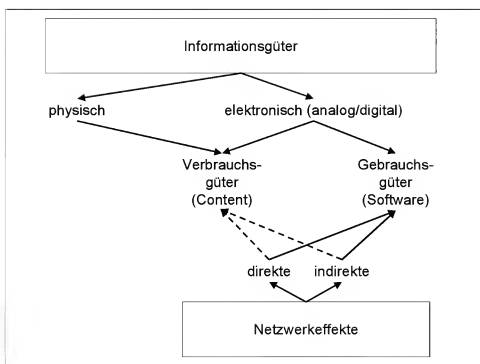 Informationsgüter
physisch
elektronisch (analog/digital)
Verbrauchs-
güter
(Content)
Gebrauchs-
güter
(Software)
direkte
indirekte
Netzwerkeffekte